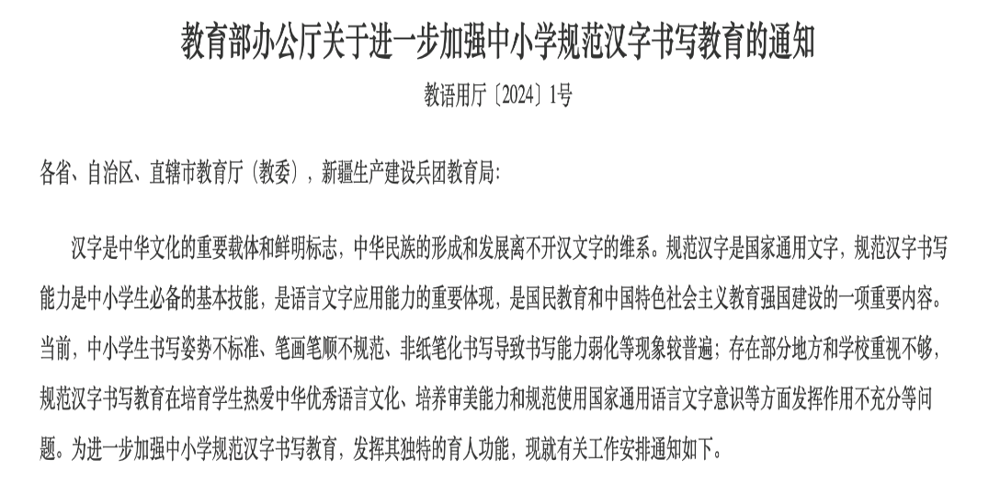 教育部办公厅关于进一步加强中小学规范汉字书写教育的通知
教语用厅〔2024〕1号
各省、自治区、直辖市教育厅（教委），新疆生产建设兵团教育局：
汉字是中华文化的重要载体和鲜明标志，中华民族的形成和发展离不开汉文字的维系。规范汉字是国家通用文字，规范汉字书写
能力是中小学生必备的基本技能，是语言文字应用能力的重要体现，是国民教育和中国特色社会主义教育强国建设的一项重要内容。
当前，中小学生书写姿势不标准、笔画笔顺不规范、非纸笔化书写导致书写能力弱化等现象较普遍；存在部分地方和学校重视不够，
规范汉字书写教育在培育学生热爱中华优秀语言文化、培养审美能力和规范使用国家通用语言文字意识等方面发挥作用不充分等问
题。为进一步加强中小学规范汉字书写教育，发挥其独特的育人功能，现就有关工作安排通知如下。